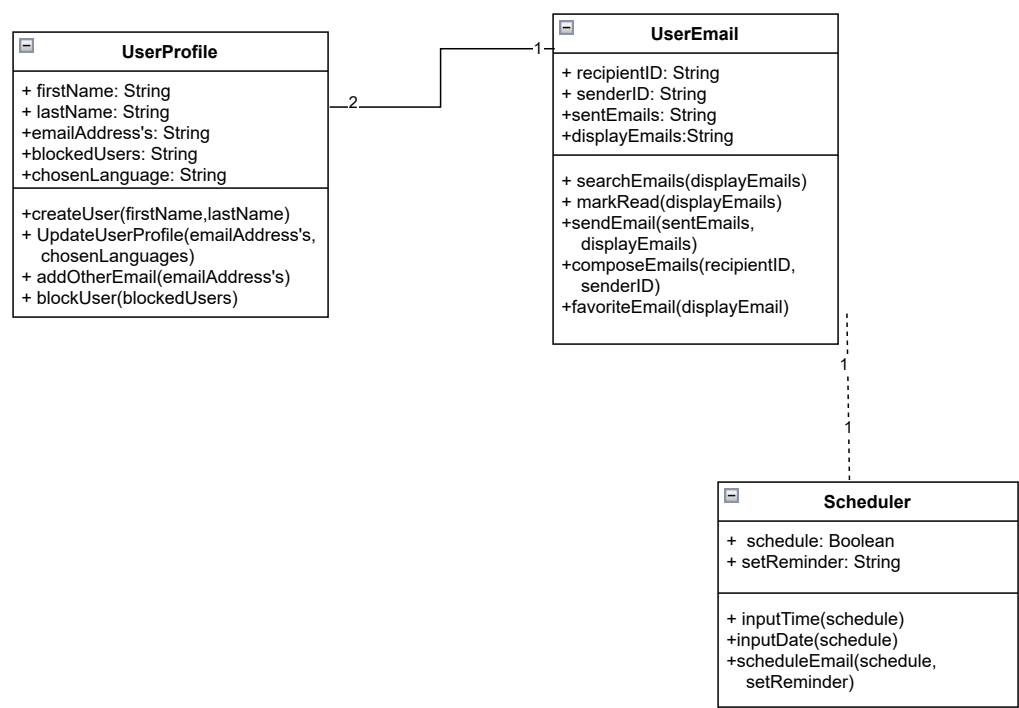 UserProfile
+ firstName: String
+ lastName: String
+emailAddress's: String
+blockedUsers: String
+chosenLanguage: String
+createUser(firstName,lastName)
+ UpdateUserProfile(emailAddress's,
chosenLanguages)
+ addOtherEmail(emailAddress's)
+ blockUser(blockedUsers)
2
1
UserEmail
+ recipientID: String
+ senderID: String
+sentEmails: String
+displayEmails:String
+ searchEmails(displayEmails)
+ markRead(displayEmails)
+sendEmail(sentEmails,
displayEmails)
+composeEmails(recipientID,
senderID)
+favoriteEmail(displayEmail)
1
1
Scheduler
+ schedule: Boolean
+ setReminder: String
+ inputTime(schedule)
+inputDate(schedule)
+scheduleEmail(schedule,
setReminder)